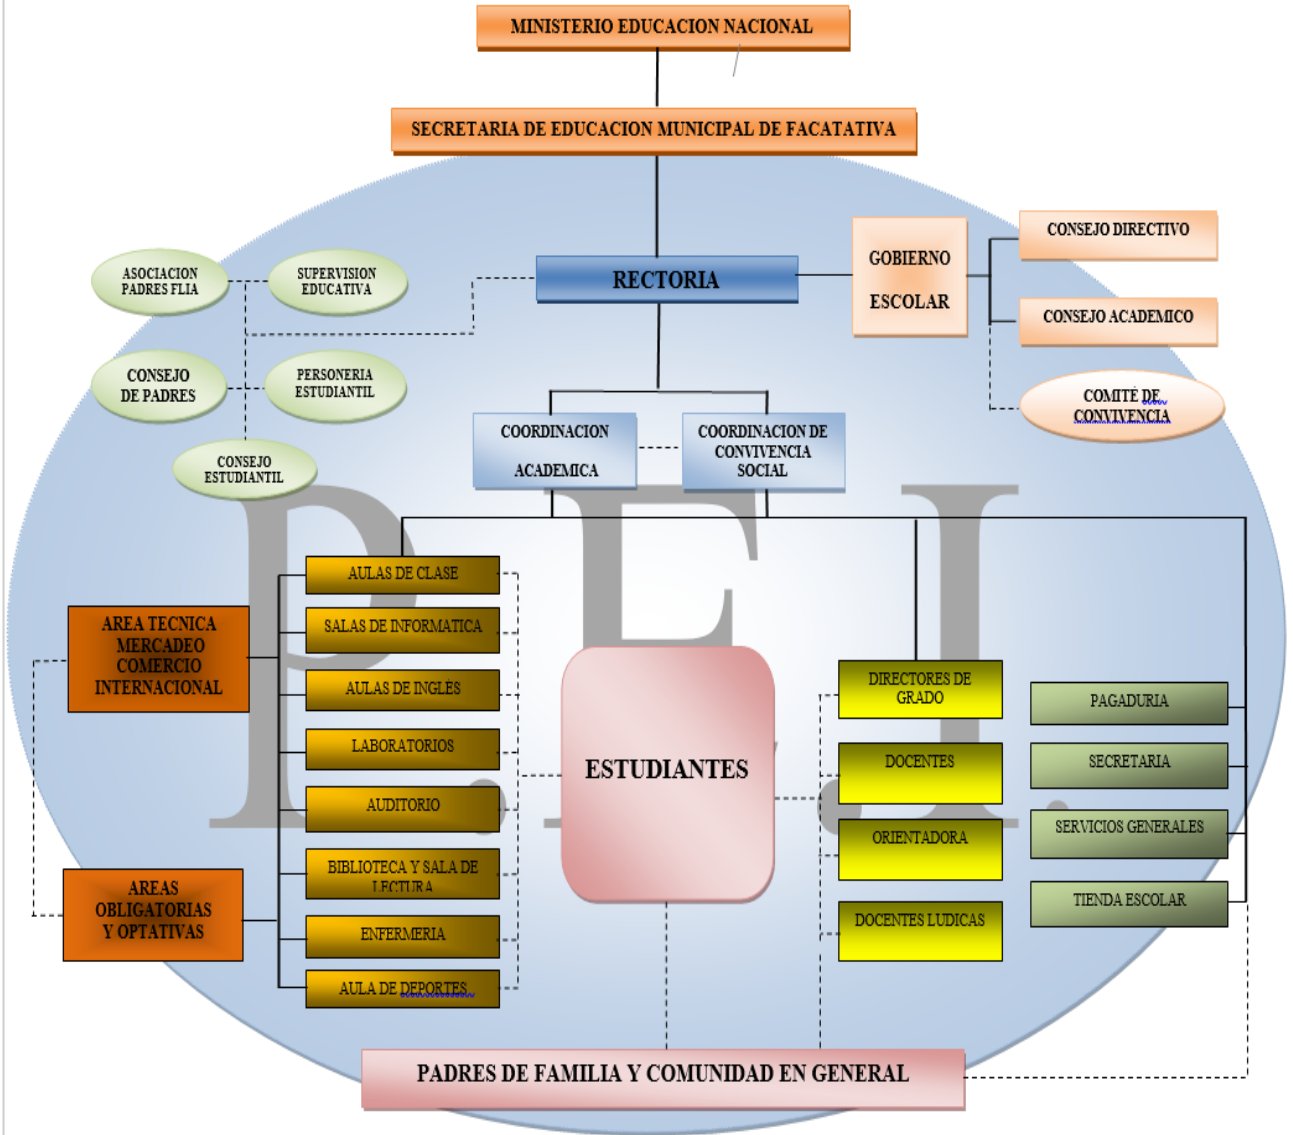 MINISTERIO EDUCACION NACIONAL
SECRETARIA DE EDUCACION MUNICIPAL DE FACATATIVA
RECTORIA
GOBIERNO
ESCOLAR
CONSEJO DIRECTIVO
CONSEJO ACADEMICO
COMITÉ DE
CONVIVENCIA
ASOCIACION
PADRES FLIA
SUPERVISION
EDUCATIVA
CONSEJO
DE PADRES
PERSONERIA
ESTUDIANTIL
CONSEJO
ESTUDIANTIL
COORDINACION
ACADEMICA
COORDINACION DE
CONVIVENCIA
SOCIAL
P.E.I.
AREA TECNICA
MERCADEO
COMERCIO
INTERNACIONAL
AREAS
OBLIGATORIAS
Y OPTATIVAS
AULAS DE CLASE
SALAS DE INFORMATICA
AULAS DE INGLES
LABORATORIOS
AUDITORIO
BIBLIOTECA Y SALA DE
LECTURA
ENFERMERIA
AULA DE DEPORTES
ESTUDIANTES
DIRECTORES DE
GRADO
DOCENTES
ORIENTADORA
DOCENTES LUDICAS
PAGADURIA
SECRETARIA
SERVICIOS GENERALES
TIENDA ESCOLAR
PADRES DE FAMILIA Y COMUNIDAD EN GENERAL